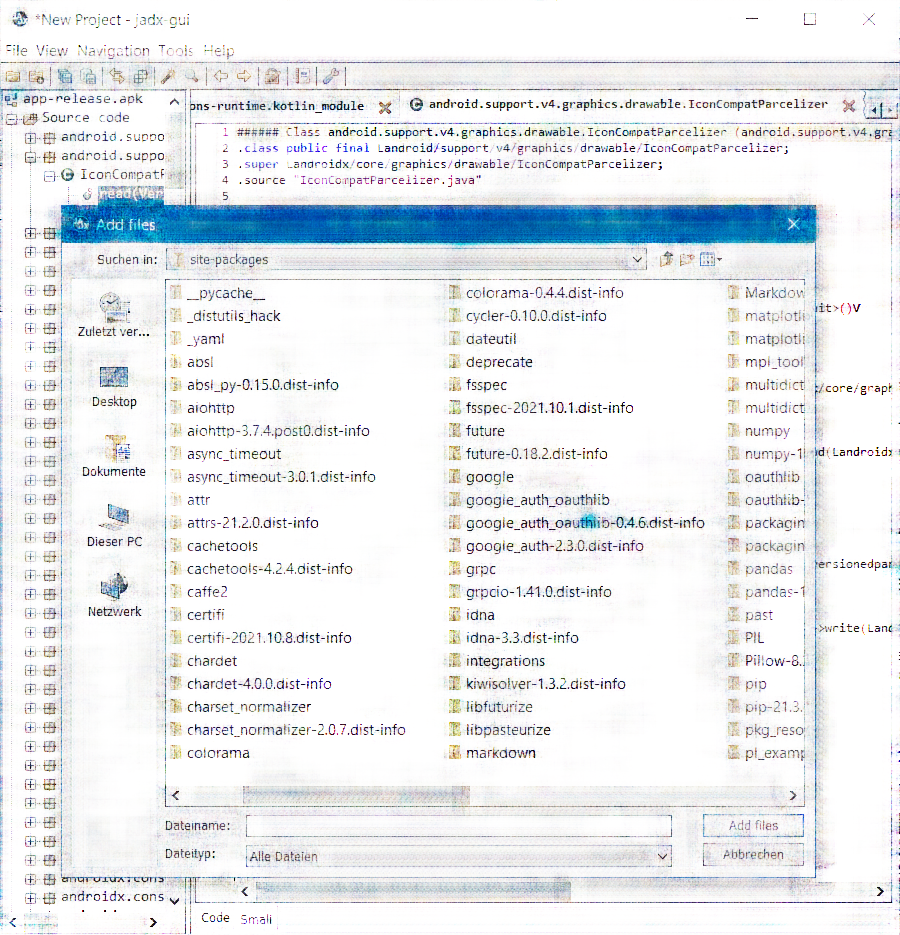 *New Project - jadx-gui
File View Navigation Tools Help
app-release.apk
Source code
android.suppo
android.suppo
IconCompatP
read(Ver
ons-runtime.kotlin_module
android.support.v4.graphics.drawable.IconCompatParcelizer
1 ###### Class android.support.v4.graphics.drawable.IconCompatParcelizer (android.support.v4.gra
2 .class public final Landroid/support/v4/graphics/drawable/IconCompatParcelizer;
3 .super Landroidx/core/graphics/drawable/IconCompatParcelizer;
4 .source "IconCompatParcelizer.java"
5
Add files
Suchen in: site-packages
Zuletzt ver...
Desktop
Dokumente
Dieser PC
Netzwerk
__pycache__
_distutils_hack
_yaml
absl
absl_py-0.15.0.dist-info
aiohttp
aiohttp-3.7.4.post0.dist-info
async_timeout
async_timeout-3.0.1.dist-info
attr
attrs-21.2.0.dist-info
cachetools
cachetools-4.2.4.dist-info
caffe2
certifi
certifi-2021.10.8.dist-info
chardet
chardet-4.0.0.dist-info
charset_normalizer
charset_normalizer-2.0.7.dist-info
colorama
colorama-0.4.4.dist-info
cycler-0.10.0.dist-info
dateutil
deprecate
fsspec
fsspec-2021.10.1.dist-info
future
future-0.18.2.dist-info
google
google_auth_oauthlib
google_auth_oauthlib-0.4.6.dist-info
google_auth-2.3.0.dist-info
grpc
grpcio-1.41.0.dist-info
idna
idna-3.3.dist-info
integrations
kiwisolver-1.3.2.dist-info
libfuturize
libpasteurize
markdown
Markdow
matplotli
matplotli
mpl_tool
multidict
multidict
numpy
numpy-1
oauthlib
oauthlib-
packagin
packagin
pandas
pandas-1
past
PIL
Pillow-8.
pip
pip-21.3.
pkg_reso
pl_examp
it>()V
/core/graph
d(Landroidx
ersionedpa
>write(Land
Dateiname:
Add files
Dateityp: Alle Dateien
Abbrechen
androidx.cons
androidx.cons
Code Smali